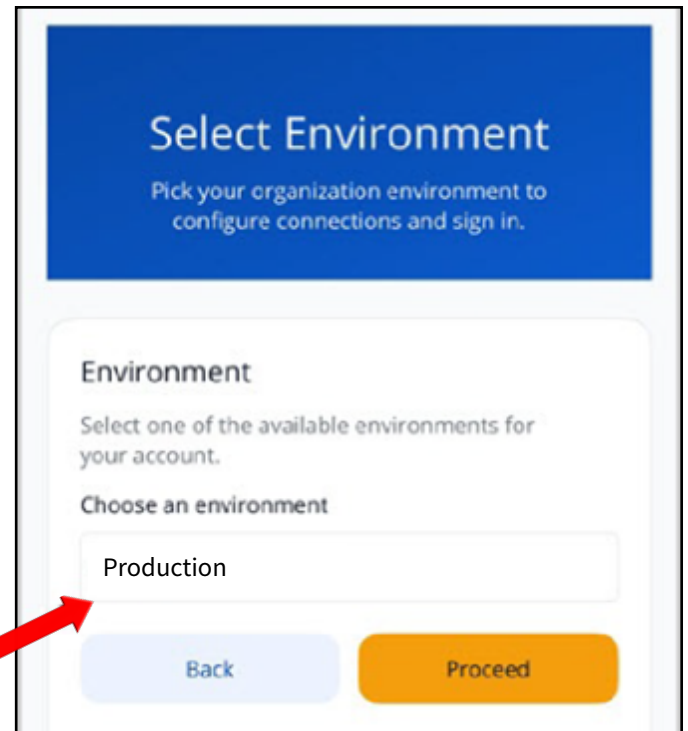 Select Environment
Pick your organization environment to
configure connections and sign in.
Environment
Select one of the available environments for
your account.
Choose an environment
Production
Back
Proceed